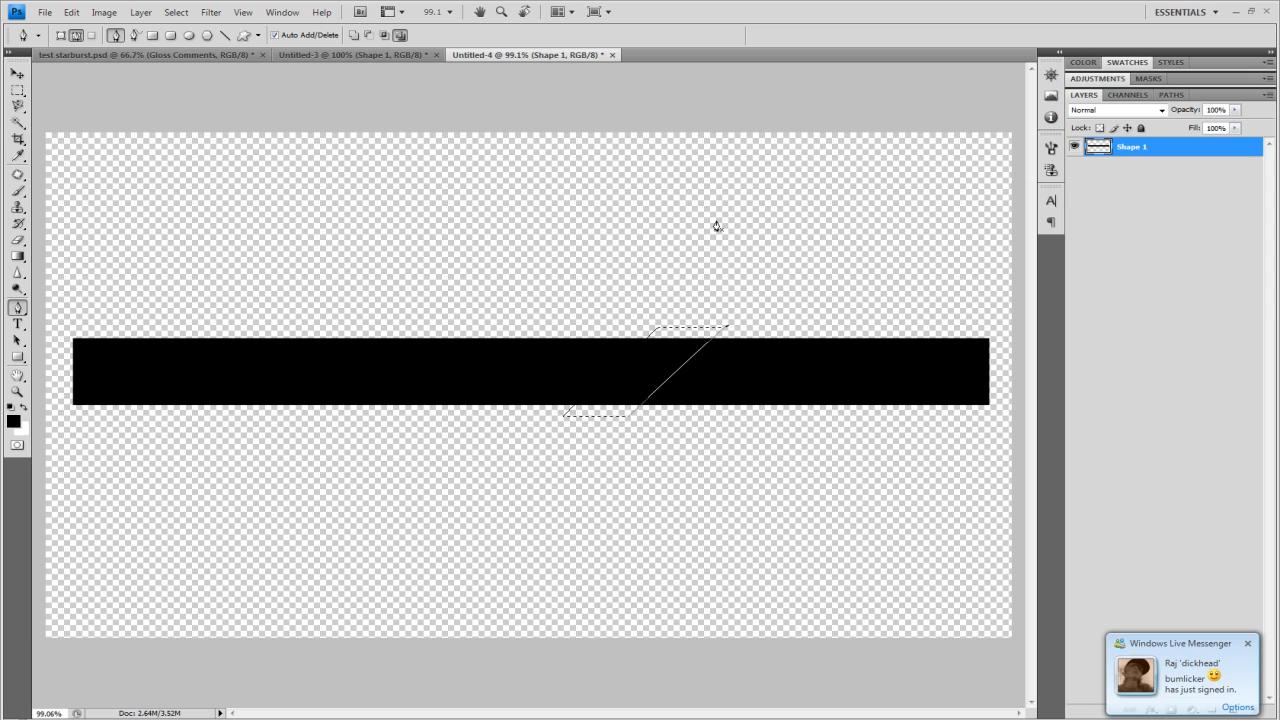 Ps File Edit Image Layer Select Filter View Window Help Br 99.1 ESSENTIALS
Auto Add/Delete
test starburst.psd @ 66.7% (Gloss Comments, RGB/8) * Untitled-3 @ 100% (Shape 1, RGB/8) * Untitled-4 @ 99.1% (Shape 1, RGB/8) *
COLOR SWATCHES STYLES
ADJUSTMENTS MASKS
LAYERS CHANNELS PATHS
Normal Opacity: 100%
Lock: Fill: 100%
Shape 1
Windows Live Messenger
Raj 'dickhead'
bumlicker
has just signed in.
Options
99.06% Doc: 2.64M/3.52M